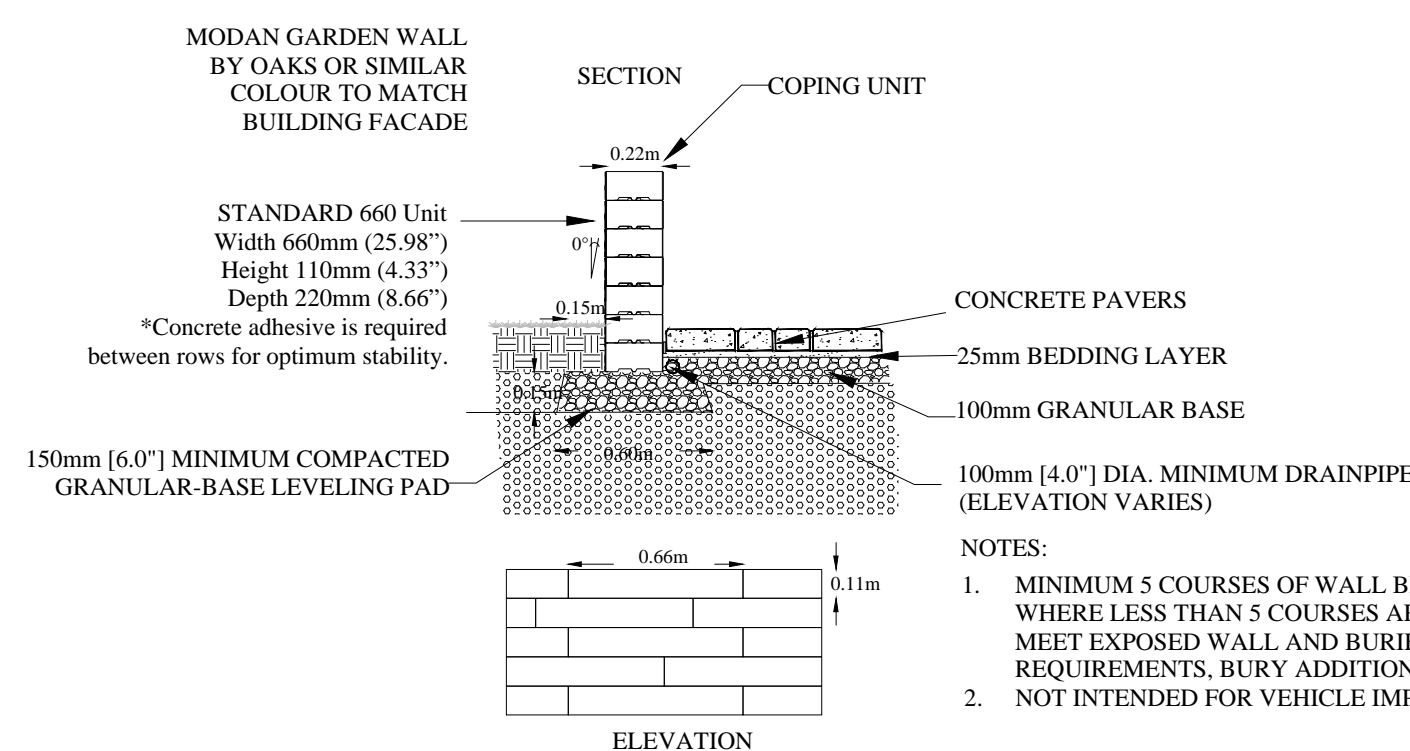 MODAN GARDEN WALL
BY OAKS OR SIMILAR
COLOUR TO MATCH
BUILDING FACADE
SECTION
COPING UNIT
0.22m
STANDARD 660 Unit
Width 660mm (25.98”)
Height 110mm (4.33”)
Depth 220mm (8.66”)
*Concrete adhesive is required
between rows for optimum stability.
0°
0.15m
CONCRETE PAVERS
25mm BEDDING LAYER
100mm GRANULAR BASE
0.15m
0.60m
150mm [6.0"] MINIMUM COMPACTED
GRANULAR-BASE LEVELING PAD
100mm [4.0"] DIA. MINIMUM DRAINPIPE
(ELEVATION VARIES)
NOTES:
1. MINIMUM 5 COURSES OF WALL B
WHERE LESS THAN 5 COURSES
MEET EXPOSED WALL AND
REQUIREMENTS, BURY
2. NOT INTENDED FOR VEHICLE
0.66m
0.11m
ELEVATION